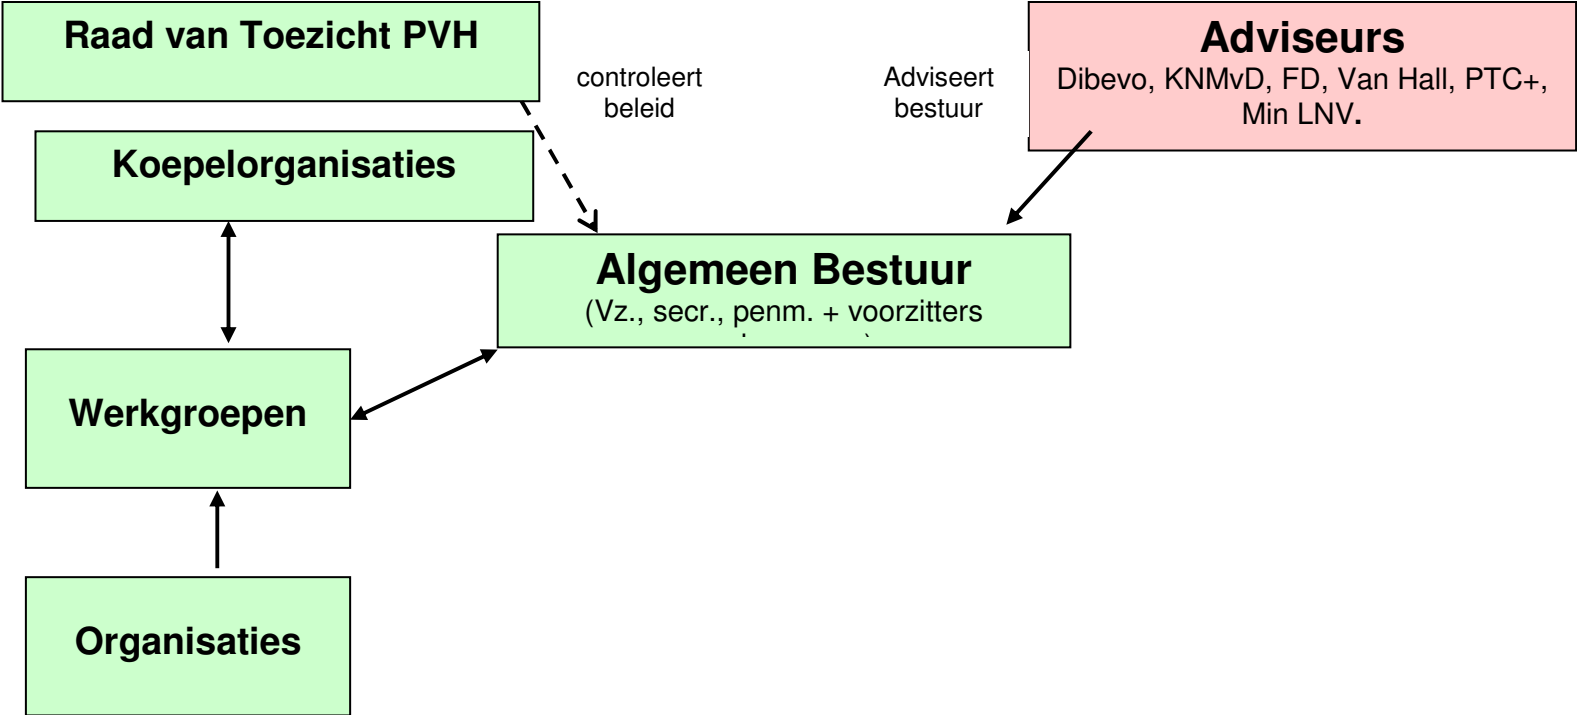 Raad van Toezicht PVH
controleert
beleid
Adviseert
bestuur
Adviseurs
Dibevo, KNMvD, FD, Van Hall, PTC+,
Min LNV.
Koepelorganisaties
Algemeen Bestuur
(Vz., secr., penm. + voorzitters
Werkgroepen
Organisaties